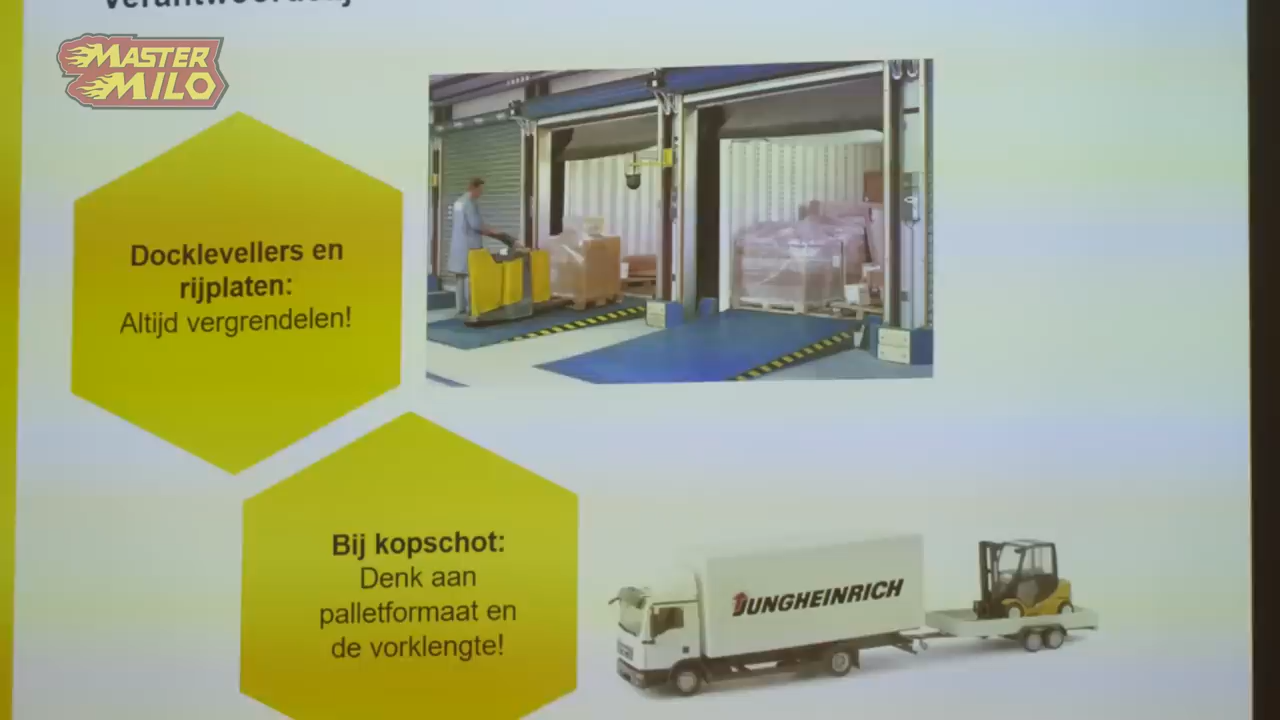 MASTER
MILO
Docklevellers en
rijplaten:
Altijd vergrendelen!
Bij kopschot:
Denk aan
palletformaat en
de vorklengte!
JUNGHEINRICH